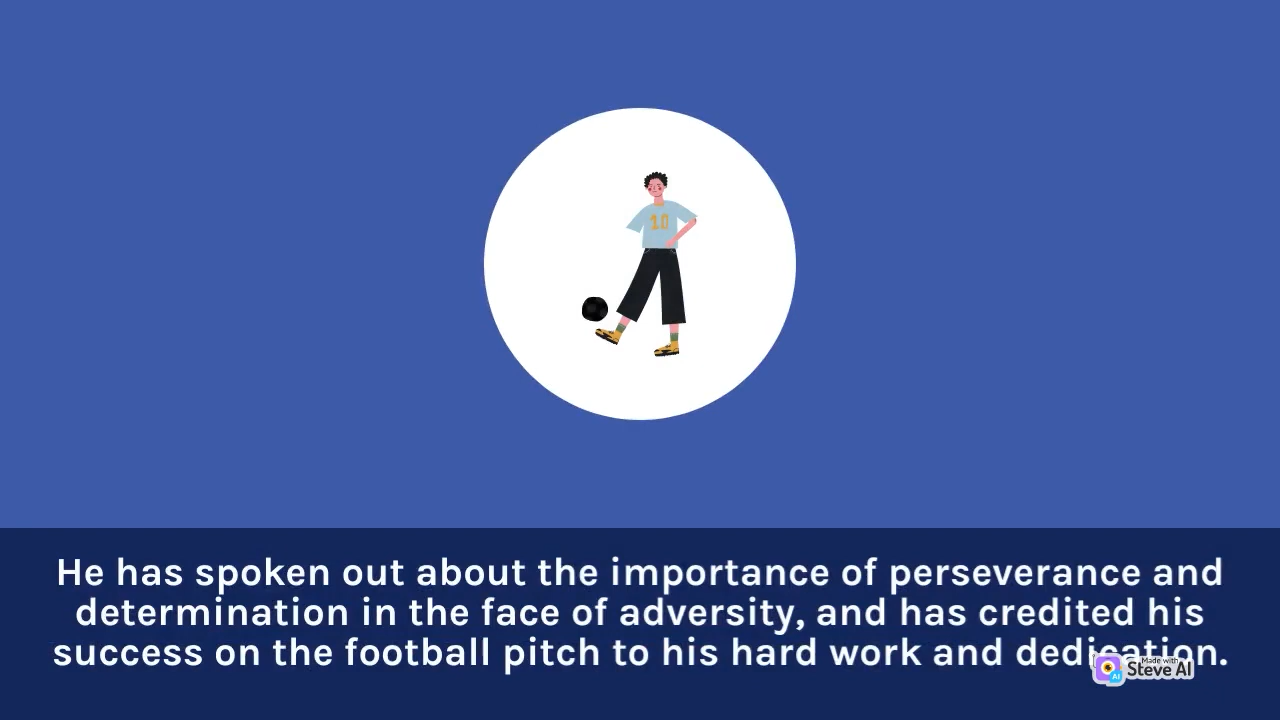 10
He has spoken out about the importance of perseverance and
determination in the face of adversity, and has credited his
success on the football pitch to his hard work and dedication.
Made with
Steve AI
AI